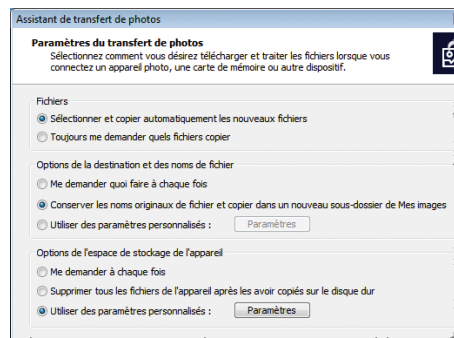 Assistant de transfert de photos
Paramètres du transfert de photos
Sélectionnez comment vous désirez télécharger et traiter les fichiers lorsque vous
connectez un appareil photo, une carte de mémoire ou autre dispositif.
Fichiers
Sélectionner et copier automatiquement les nouveaux fichiers
Toujours me demander quels fichiers copier
Options de la destination et des noms de fichier
Me demander quoi faire à chaque fois
Conserver les noms originaux de fichier et copier dans un nouveau sous-dossier de Mes images
Utiliser des paramètres personnalisés : Paramètres
Options de l'espace de stockage de l'appareil
Me demander à chaque fois
Supprimer tous les fichiers de l'appareil après les avoir copiés sur le disque dur
Utiliser des paramètres personnalisés : Paramètres